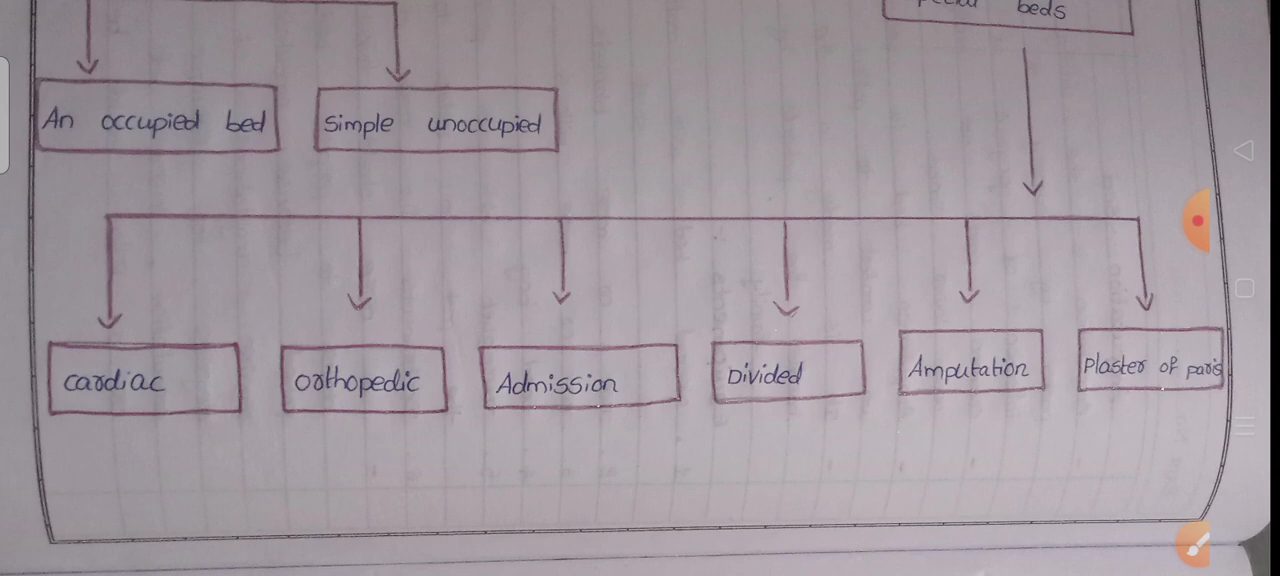 beds
An occupied bed
Simple unoccupied
cardiac
orthopedic
Admission
Divided
Amputation
Plaster of paris